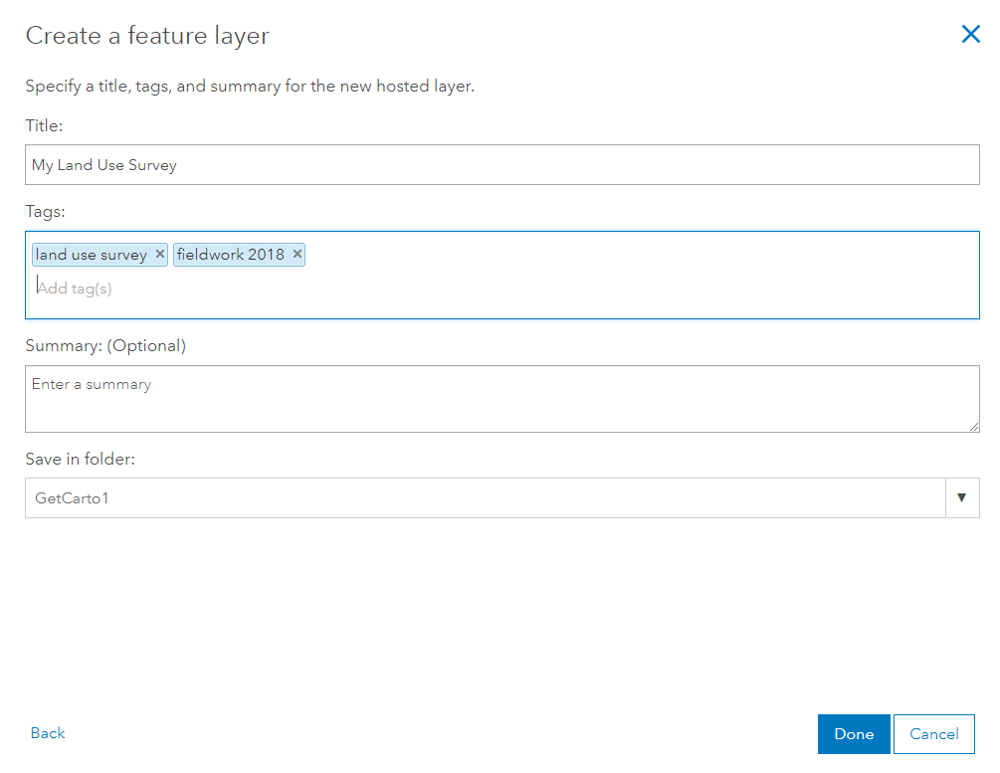 Create a feature layer
Specify a title, tags, and summary for the new hosted layer.
Title:
My Land Use Survey
Tags:
land use survey × fieldwork 2018 ×
Add tag(s)
Summary: (Optional)
Enter a summary
Save in folder:
GetCarto1
Back Done Cancel